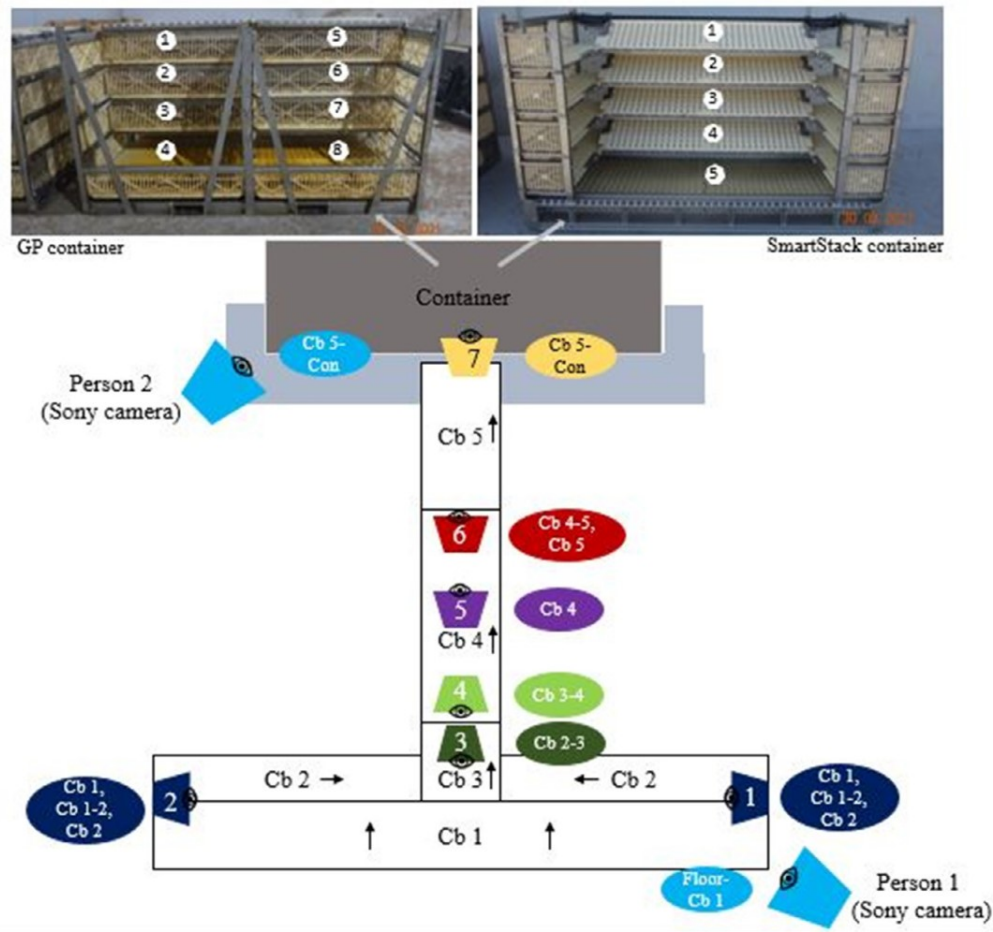 1
2
3
4
5
6
7
8
1
2
3
4
5
30 09 2021
GP container
SmartStack container
Container
Cb 5-
Con
7
Cb 5-
Con
Person 2
(Sony camera)
Cb 5
6
Cb 4-5,
Cb 5
5
Cb 4
Cb 4
4
Cb 3-4
3
Cb 2-3
Cb 1,
Cb 1-2,
Cb 2
2
Cb 2
Cb 3
Cb 2
1
Cb 1,
Cb 1-2,
Cb 2
Cb 1
Floor-
Cb 1
Person 1
(Sony camera)